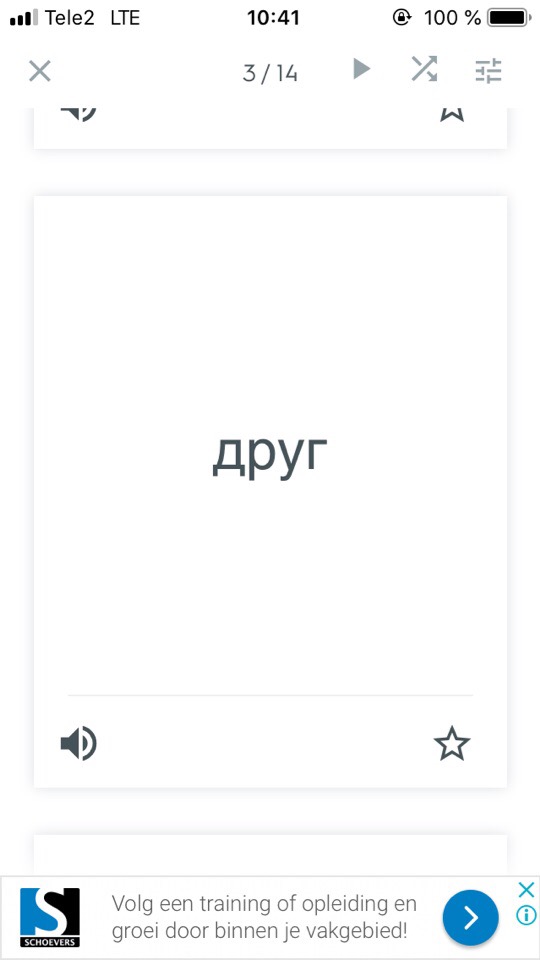 Tele2 LTE 10:41 100 %
3 / 14
друг
Volg een training of opleiding en
groei door binnen je vakgebied!
S
SCHOEVERS